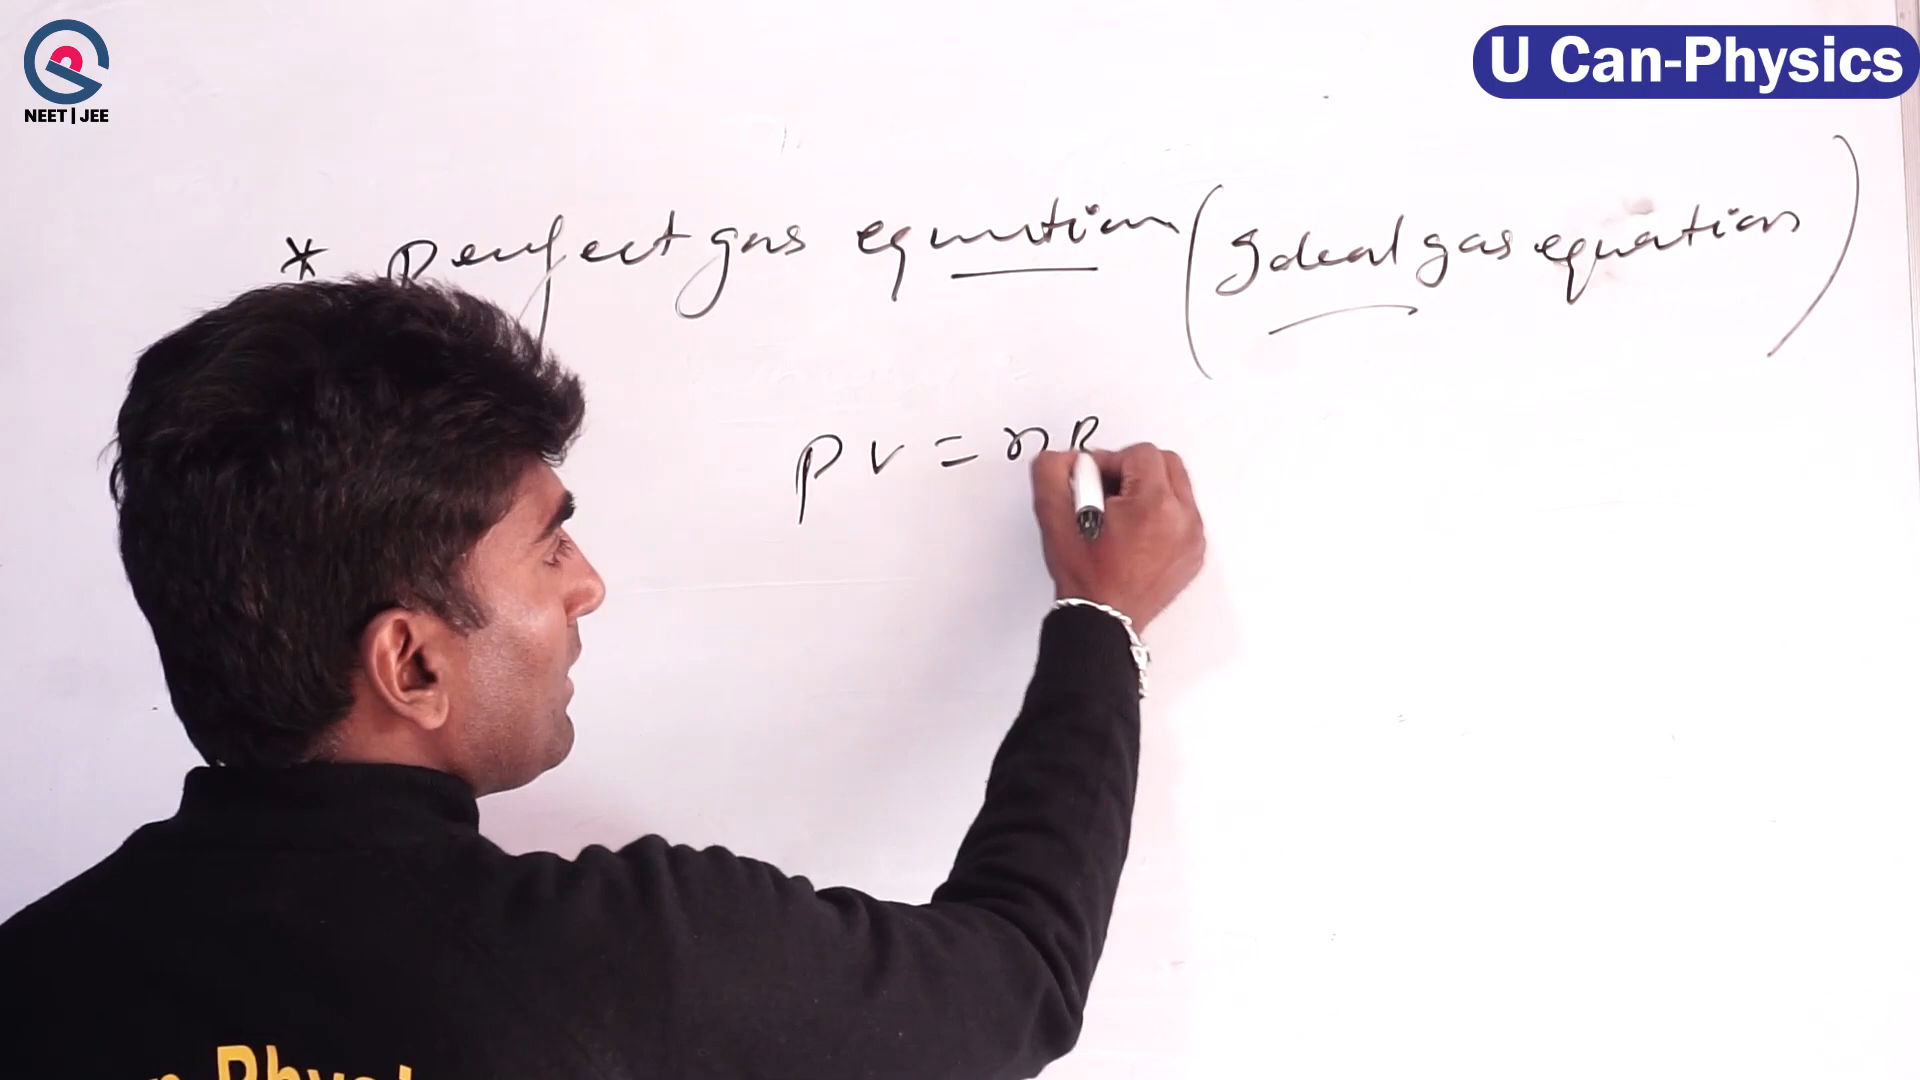 NEET|JEE
U Can-Physics
* perfect gas equation (Ideal gas equation)
PV = nR